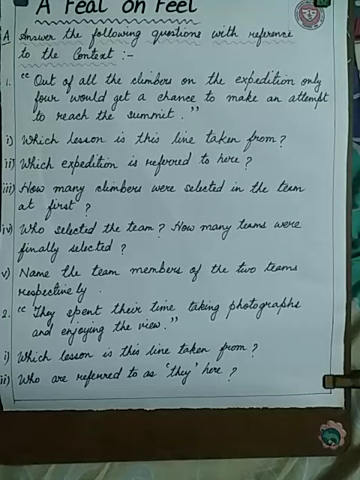 A Feat on Feet
A Answer the following questions with reference
to the Context :-
1. "Out of all the climbers on the expedition only
four would get a chance to make an attempt
to reach the summit."
i) Which lesson is this line taken from?
ii) Which expedition is referred to here?
iii) How many climbers were selected in the team
at first?
iv) Who selected the team? How many teams were
finally selected?
v) Name the team members of the two teams
respectively.
2. "They spent their time taking photographs
and enjoying the view."
i) Which lesson is this line taken from?
ii) Who are referred to as 'they' here?